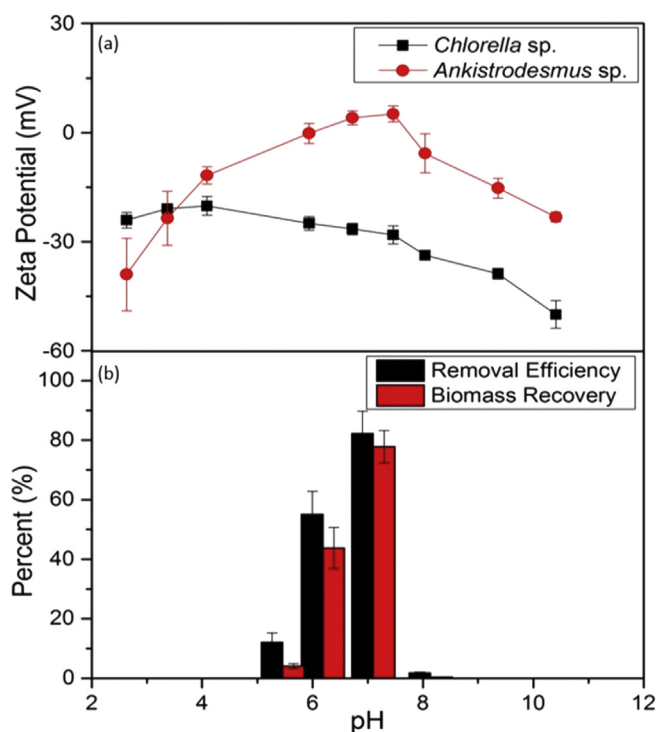 (a)
Chlorella sp.
Ankistrodesmus sp.
Zeta Potential (mV)
30
0
-30
-60
(b)
Removal Efficiency
Biomass Recovery
Percent (%)
100
80
60
40
20
0
2 4 6 8 10 12
pH